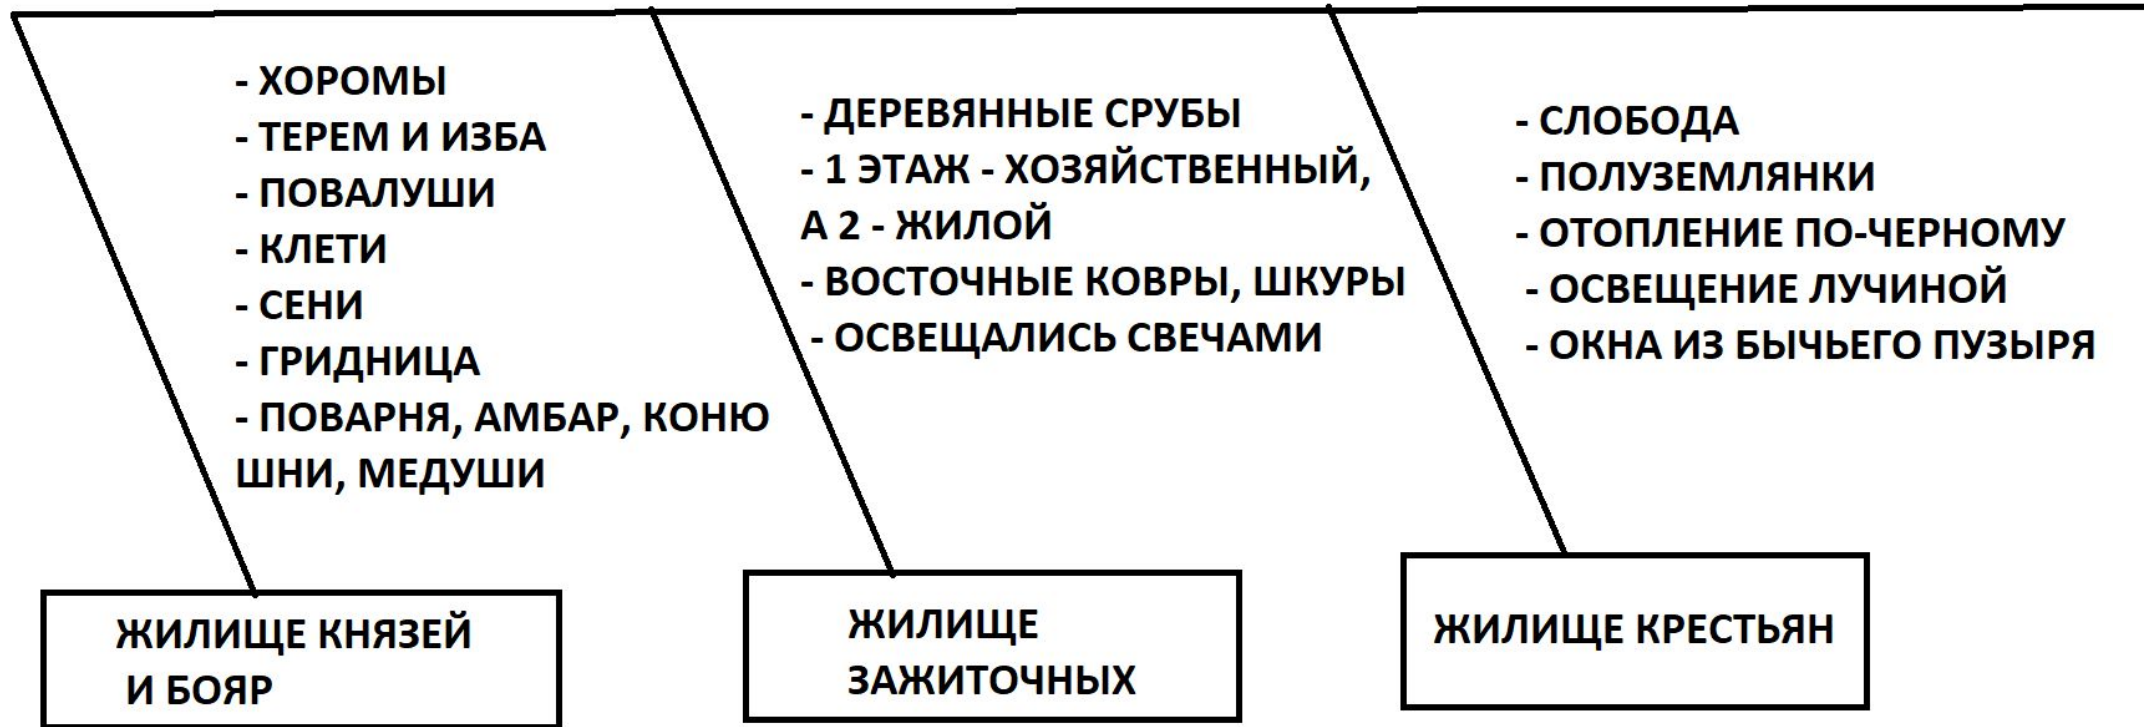 - ХОРОМЫ
- ТЕРЕМ И ИЗБА
- ПОВАЛУШИ
- КЛЕТИ
- СЕНИ
- ГРИДНИЦА
- ПОВАРНЯ, АМБАР, КОНЮ
ШНИ, МЕДУШИ
ЖИЛИЩЕ КНЯЗЕЙ
И БОЯР
- ДЕРЕВЯННЫЕ СРУБЫ
- 1 ЭТАЖ - ХОЗЯЙСТВЕННЫЙ,
А 2 - ЖИЛОЙ
- ВОСТОЧНЫЕ КОВРЫ, ШКУРЫ
- ОСВЕЩАЛИСЬ СВЕЧАМИ
ЖИЛИЩЕ
ЗАЖИТОЧНЫХ
- СЛОБОДА
- ПОЛУЗЕМЛЯНКИ
- ОТОПЛЕНИЕ ПО-ЧЕРНОМУ
- ОСВЕЩЕНИЕ ЛУЧИНОЙ
- ОКНА ИЗ БЫЧЬЕГО ПУЗЫРЯ
ЖИЛИЩЕ КРЕСТЬЯН